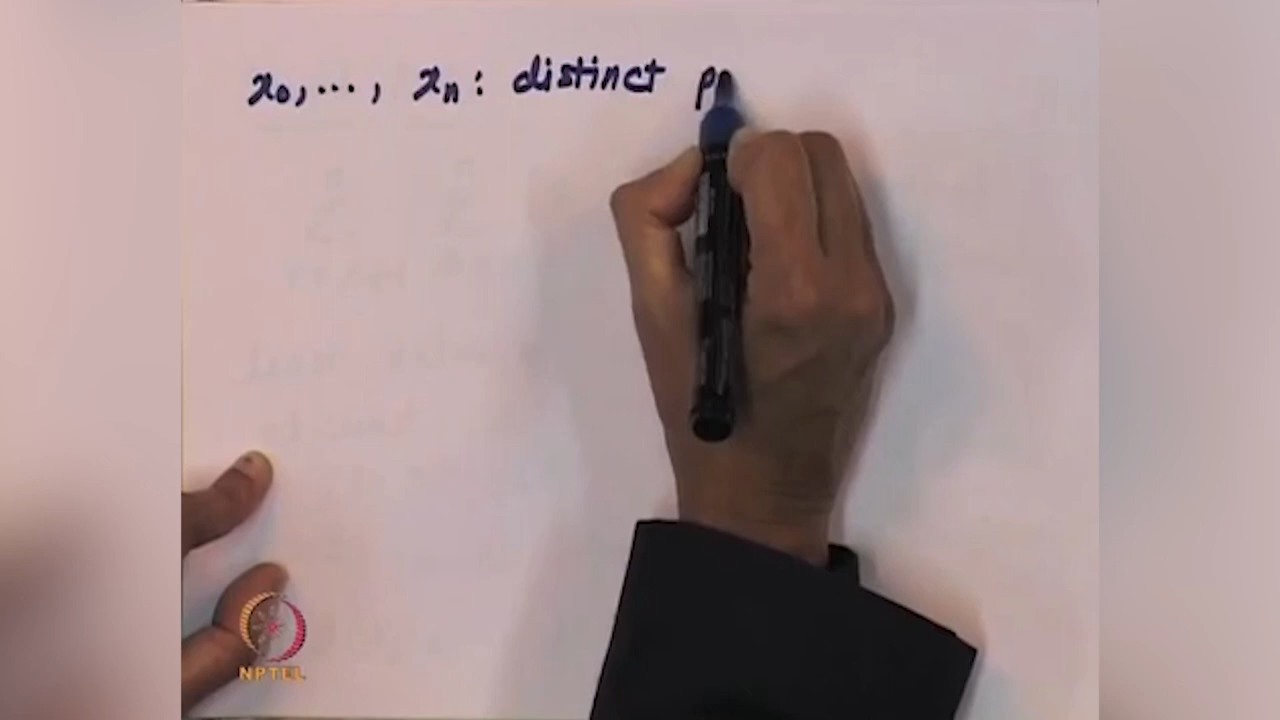 x₀, ..., xₙ : distinct
NPTEL